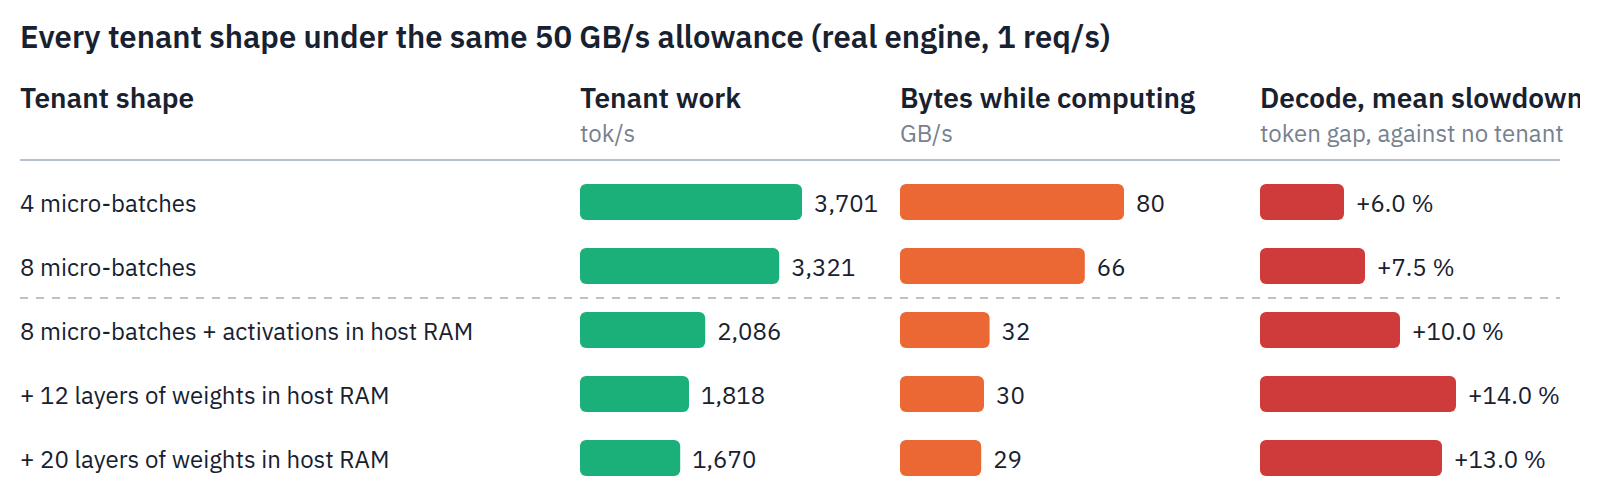 Every tenant shape under the same 50 GB/s allowance (real engine, 1 req/s)
Tenant shape Tenant work Bytes while computing Decode, mean slowdown
tok/s GB/s token gap, against no tenant
4 micro-batches 3,701 80 +6.0 %
8 micro-batches 3,321 66 +7.5 %
8 micro-batches + activations in host RAM 2,086 32 +10.0 %
+ 12 layers of weights in host RAM 1,818 30 +14.0 %
+ 20 layers of weights in host RAM 1,670 29 +13.0 %